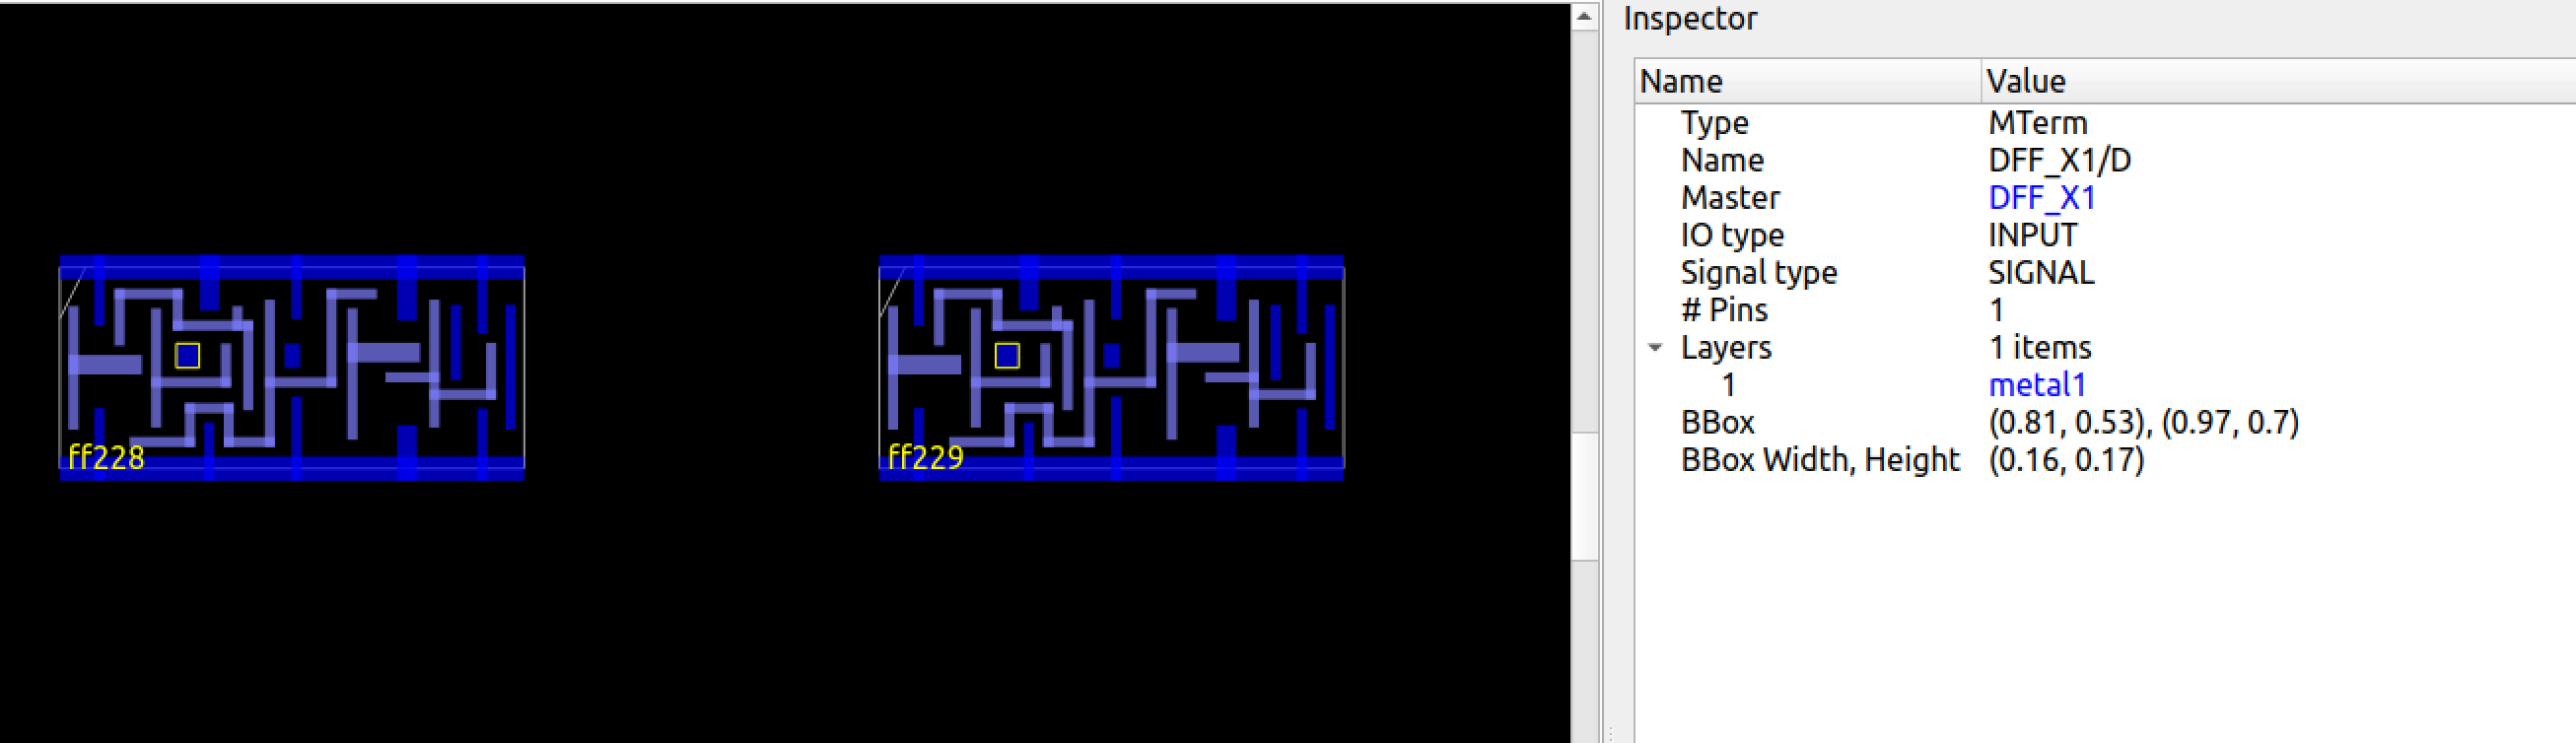 Inspector
Name Value
Type MTerm
Name DFF_X1/D
Master DFF_X1
IO type INPUT
Signal type SIGNAL
# Pins 1
Layers 1 items
1 metal1
BBox (0.81, 0.53), (0.97, 0.7)
BBox Width, Height (0.16, 0.17)
ff228 ff229